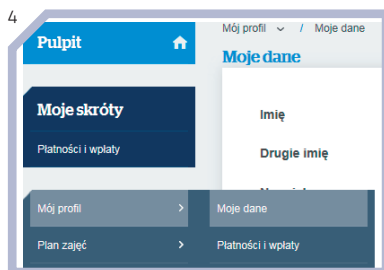 4
Mój profil / Moje dane
Pulpit
Moje dane
Moje skróty
Imię
Płatności i wpłaty
Drugie imię
Mój profil > Moje dane
Plan zajęć > Płatności i wpłaty